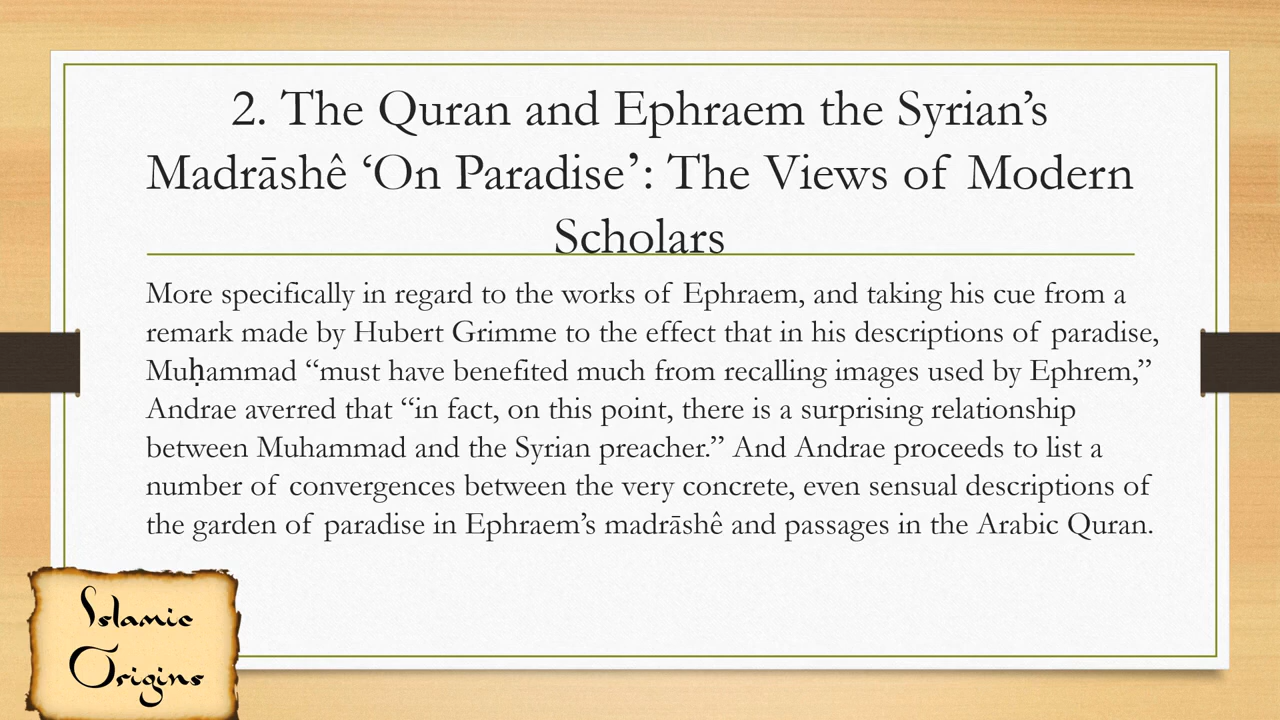 2. The Quran and Ephraem the Syrian’s
Madrāshê ‘On Paradise’: The Views of Modern
Scholars
More specifically in regard to the works of Ephraem, and taking his cue from a
remark made by Hubert Grimme to the effect that in his descriptions of paradise,
Muḥammad “must have benefited much from recalling images used by Ephrem,”
Andrae averred that “in fact, on this point, there is a surprising relationship
between Muhammad and the Syrian preacher.” And Andrae proceeds to list a
number of convergences between the very concrete, even sensual descriptions of
the garden of paradise in Ephraem’s madrāshê and passages in the Arabic Quran.
Islamic
Origins